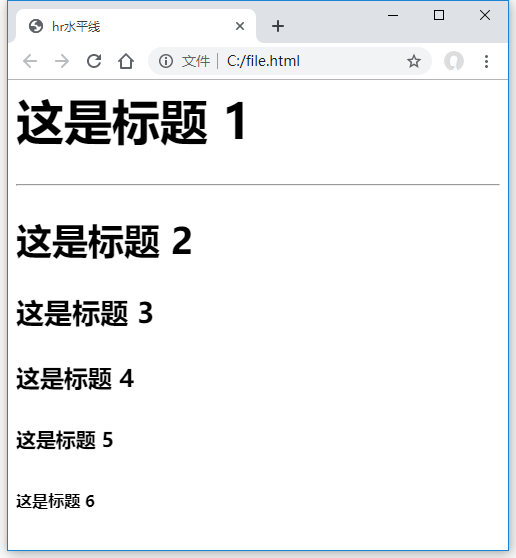 hr水平线
文件 | C:/file.html
这是标题 1
这是标题 2
这是标题 3
这是标题 4
这是标题 5
这是标题 6